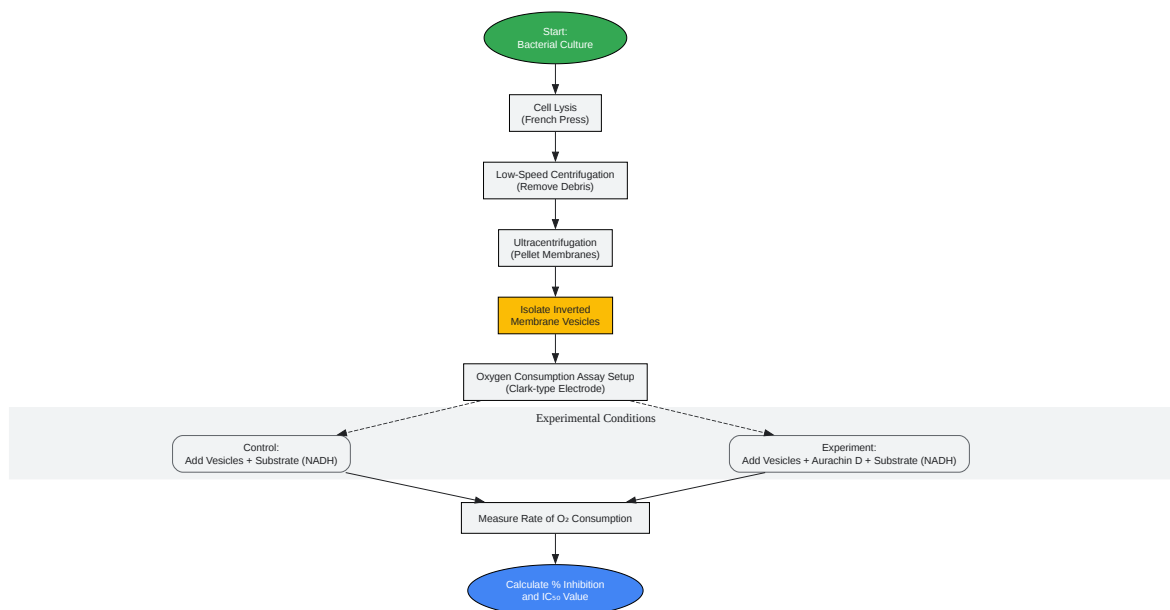 Start:
Bacterial Culture
Cell Lysis
(French Press)
Low-Speed Centrifugation
(Remove Debris)
Ultracentrifugation
(Pellet Membranes)
Isolate Inverted
Membrane Vesicles
Oxygen Consumption Assay Setup
(Clark-type Electrode)
Experimental Conditions
Control:
Add Vesicles + Substrate (NADH)
Experiment:
Add Vesicles + Aurachin D + Substrate (NADH)
Measure Rate of O₂ Consumption
Calculate % Inhibition
and IC₅₀ Value